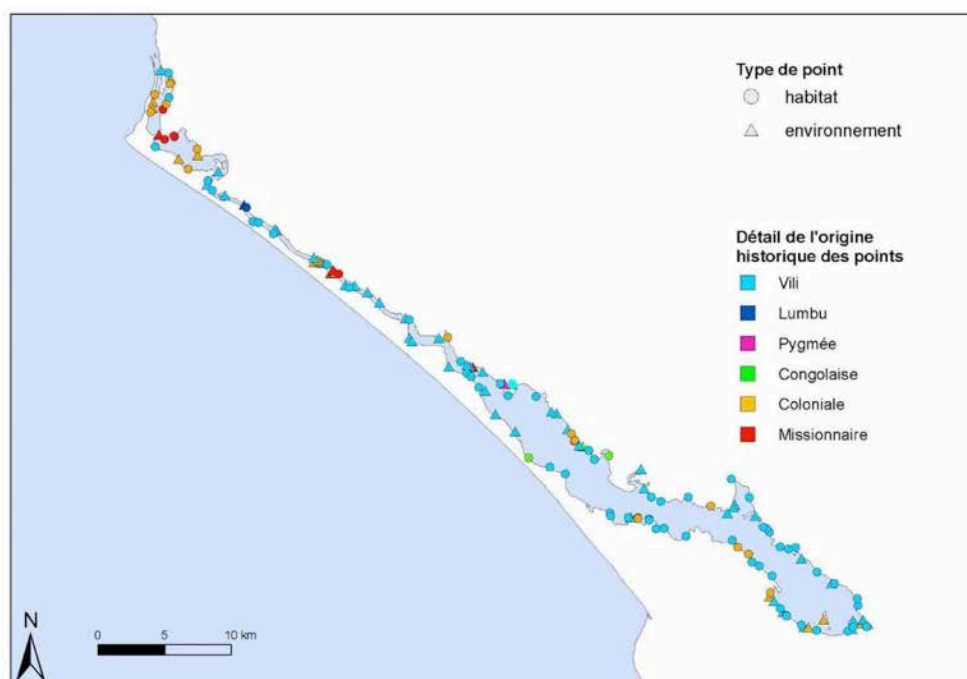 Type de point
habitat
environnement
Détail de l'origine
historique des points
Vili
Lumbu
Pygmée
Congolaise
Coloniale
Missionnaire
N
0 5 10 km